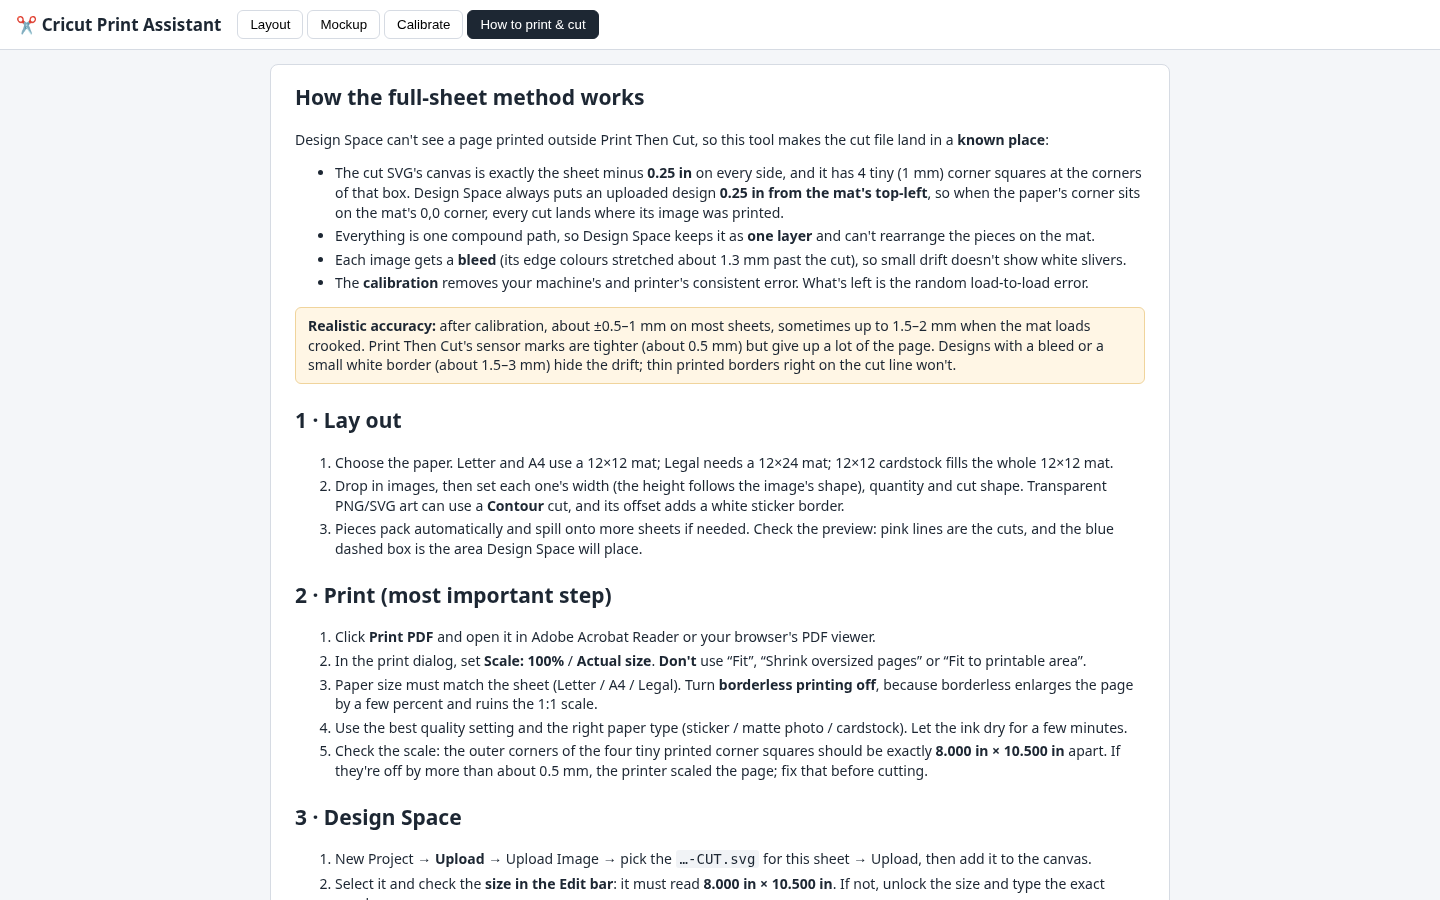 ✂️ Cricut Print Assistant
Layout
Mockup
Calibrate
How to print & cut
How the full-sheet method works
Design Space can't see a page printed outside Print Then Cut, so this tool makes the cut file land in a known place:
• The cut SVG's canvas is exactly the sheet minus 0.25 in on every side, and it has 4 tiny (1 mm) corner squares at the corners
of that box. Design Space always puts an uploaded design 0.25 in from the mat's top-left, so when the paper's corner sits
on the mat's 0,0 corner, every cut lands where its image was printed.
• Everything is one compound path, so Design Space keeps it as one layer and can't rearrange the pieces on the mat.
• Each image gets a bleed (its edge colours stretched about 1.3 mm past the cut), so small drift doesn't show white slivers.
• The calibration removes your machine's and printer's consistent error. What's left is the random load-to-load error.
Realistic accuracy: after calibration, about ±0.5–1 mm on most sheets, sometimes up to 1.5–2 mm when the mat loads
crooked. Print Then Cut's sensor marks are tighter (about 0.5 mm) but give up a lot of the page. Designs with a bleed or a
small white border (about 1.5–3 mm) hide the drift; thin printed borders right on the cut line won't.
1 · Lay out
1. Choose the paper. Letter and A4 use a 12×12 mat; Legal needs a 12×24 mat; 12×12 cardstock fills the whole 12×12 mat.
2. Drop in images, then set each one's width (the height follows the image's shape), quantity and cut shape. Transparent
PNG/SVG art can use a Contour cut, and its offset adds a white sticker border.
3. Pieces pack automatically and spill onto more sheets if needed. Check the preview: pink lines are the cuts, and the blue
dashed box is the area Design Space will place.
2 · Print (most important step)
1. Click Print PDF and open it in Adobe Acrobat Reader or your browser's PDF viewer.
2. In the print dialog, set Scale: 100% / Actual size. Don't use “Fit”, “Shrink oversized pages” or “Fit to printable area”.
3. Paper size must match the sheet (Letter / A4 / Legal). Turn borderless printing off, because borderless enlarges the page
by a few percent and ruins the 1:1 scale.
4. Use the best quality setting and the right paper type (sticker / matte photo / cardstock). Let the ink dry for a few minutes.
5. Check the scale: the outer corners of the four tiny printed corner squares should be exactly 8.000 in × 10.500 in apart. If
they're off by more than about 0.5 mm, the printer scaled the page; fix that before cutting.
3 · Design Space
1. New Project → Upload → Upload Image → pick the …-CUT.svg for this sheet → Upload, then add it to the canvas.
2. Select it and check the size in the Edit bar: it must read 8.000 in × 10.500 in. If not, unlock the size and type the exact